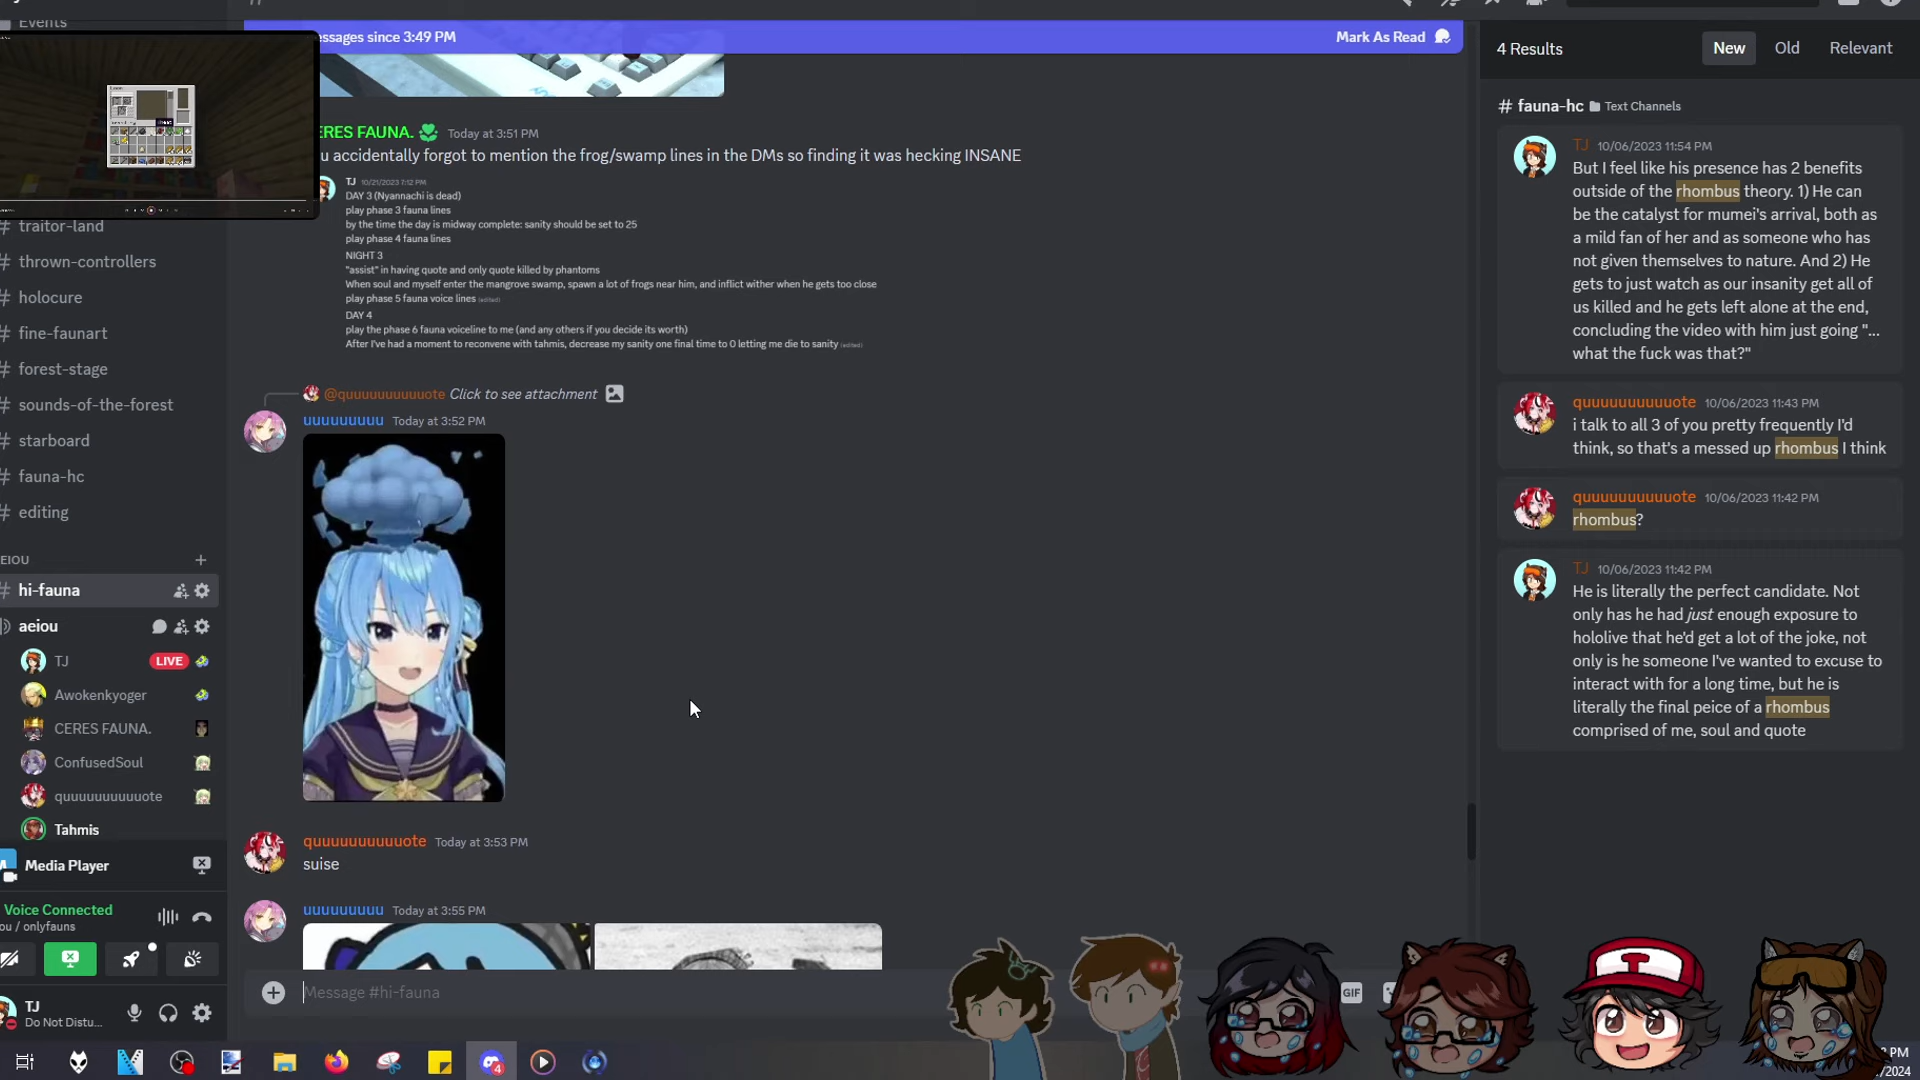 Events
traitor-land
thrown-controllers
holocure
fine-faunart
forest-stage
sounds-of-the-forest
starboard
fauna-hc
editing
EIOU
hi-fauna
aeiou
TJ LIVE
Awokenkyoger
CERES FAUNA.
ConfusedSoul
quuuuuuuuuuote
Tahmis
Media Player
Voice Connected
ou / onlyfauns
TJ
Do Not Distu...
ssages since 3:49 PM
Mark As Read
ERES FAUNA. Today at 3:51 PM
u accidentally forgot to mention the frog/swamp lines in the DMs so finding it was hecking INSANE
TJ 10/21/2023 7:12 PM
DAY 3 (Nyannachi is dead)
play phase 3 fauna lines
by the time the day is midway complete: sanity should be set to 25
play phase 4 fauna lines
NIGHT 3
"assist" in having quote and only quote killed by phantoms
When soul and myself enter the mangrove swamp, spawn a lot of frogs near him, and inflict wither when he gets too close
play phase 5 fauna voice lines (edited)
DAY 4
play the phase 6 fauna voiceline to me (and any others if you decide its worth)
After I've had a moment to reconvene with tahmis, decrease my sanity one final time to 0 letting me die to sanity (edited)
@quuuuuuuuuuote Click to see attachment
uuuuuuuuu Today at 3:52 PM
quuuuuuuuuuote Today at 3:53 PM
suise
uuuuuuuuu Today at 3:55 PM
Message #hi-fauna
GIF
4 Results
New
Old
Relevant
# fauna-hc Text Channels
TJ 10/06/2023 11:54 PM
But I feel like his presence has 2 benefits
outside of the rhombus theory. 1) He can
be the catalyst for mumei's arrival, both as
a mild fan of her and as someone who has
not given themselves to nature. And 2) He
gets to just watch as our insanity get all of
us killed and he gets left alone at the end,
concluding the video with him just going "...
what the fuck was that?"
quuuuuuuuuuote 10/06/2023 11:43 PM
i talk to all 3 of you pretty frequently I'd
think, so that's a messed up rhombus I think
quuuuuuuuuuote 10/06/2023 11:42 PM
rhombus?
TJ 10/06/2023 11:42 PM
He is literally the perfect candidate. Not
only has he had just enough exposure to
hololive that he'd get a lot of the joke, not
only is he someone I've wanted to excuse to
interact with for a long time, but he is
literally the final peice of a rhombus
comprised of me, soul and quote
T
PM
/2024